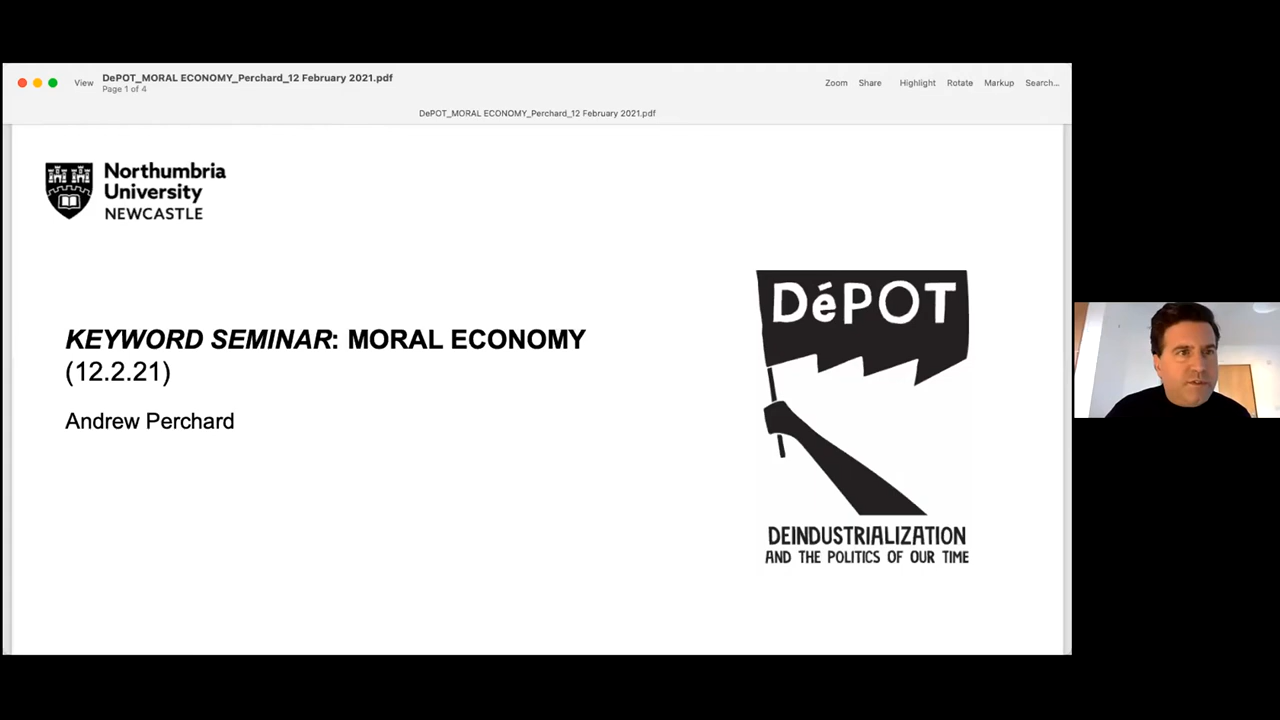 View
DePOT_MORAL ECONOMY_Perchard_12 February 2021.pdf
Page 1 of 4
Zoom Share Highlight Rotate Markup Search...
DePOT_MORAL ECONOMY_Perchard_12 February 2021.pdf
Northumbria
University
NEWCASTLE
KEYWORD SEMINAR: MORAL ECONOMY
(12.2.21)
Andrew Perchard
DéPOT
DEINDUSTRIALIZATION
AND THE POLITICS OF OUR TIME